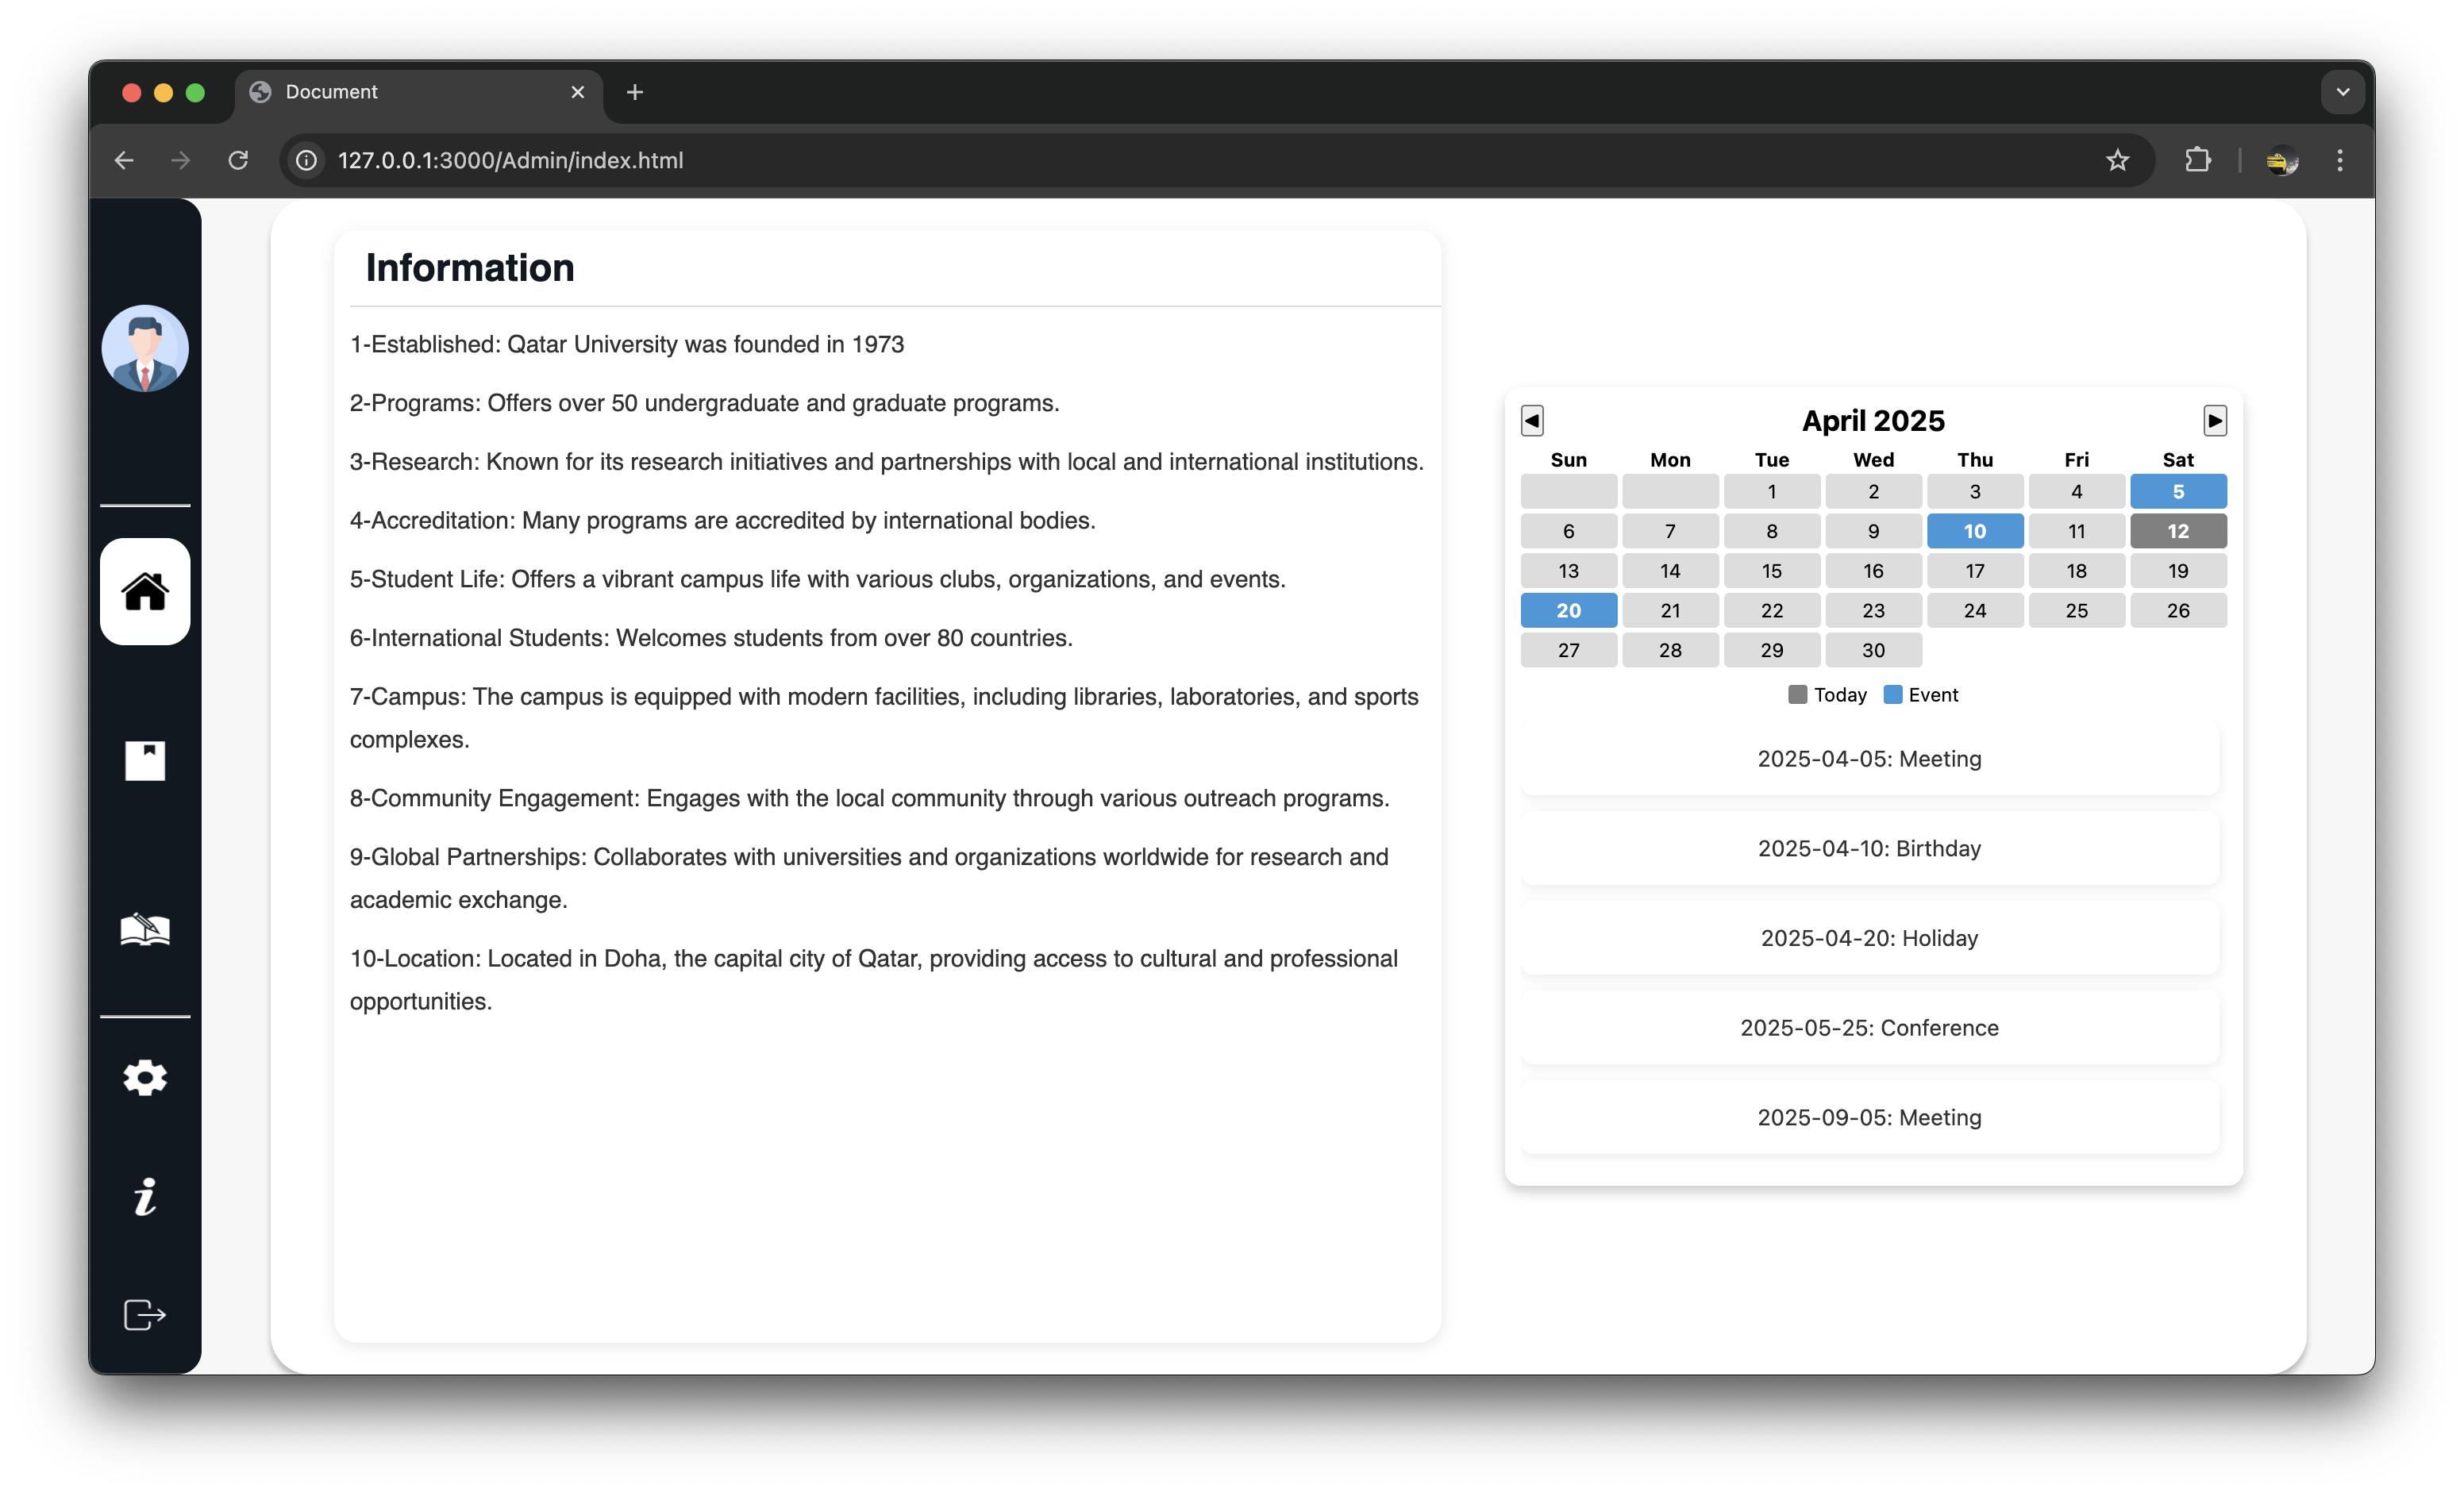 Document
127.0.0.1:3000/Admin/index.html
Information
1-Established: Qatar University was founded in 1973
2-Programs: Offers over 50 undergraduate and graduate programs.
3-Research: Known for its research initiatives and partnerships with local and international institutions.
4-Accreditation: Many programs are accredited by international bodies.
5-Student Life: Offers a vibrant campus life with various clubs, organizations, and events.
6-International Students: Welcomes students from over 80 countries.
7-Campus: The campus is equipped with modern facilities, including libraries, laboratories, and sports
complexes.
8-Community Engagement: Engages with the local community through various outreach programs.
9-Global Partnerships: Collaborates with universities and organizations worldwide for research and
academic exchange.
10-Location: Located in Doha, the capital city of Qatar, providing access to cultural and professional
opportunities.
April 2025
Sun Mon Tue Wed Thu Fri Sat
1 2 3 4 5
6 7 8 9 10 11 12
13 14 15 16 17 18 19
20 21 22 23 24 25 26
27 28 29 30
Today Event
2025-04-05: Meeting
2025-04-10: Birthday
2025-04-20: Holiday
2025-05-25: Conference
2025-09-05: Meeting